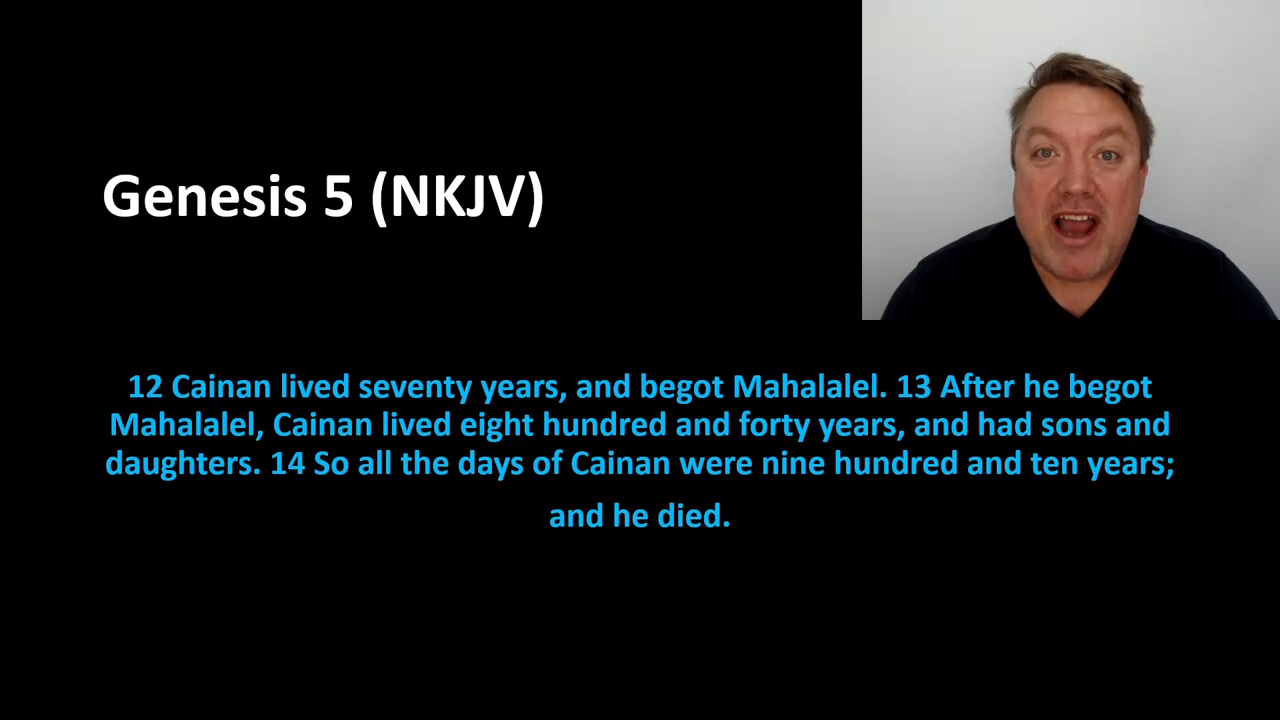 Genesis 5 (NKJV)
12 Cainan lived seventy years, and begot Mahalalel. 13 After he begot
Mahalalel, Cainan lived eight hundred and forty years, and had sons and
daughters. 14 So all the days of Cainan were nine hundred and ten years;
and he died.